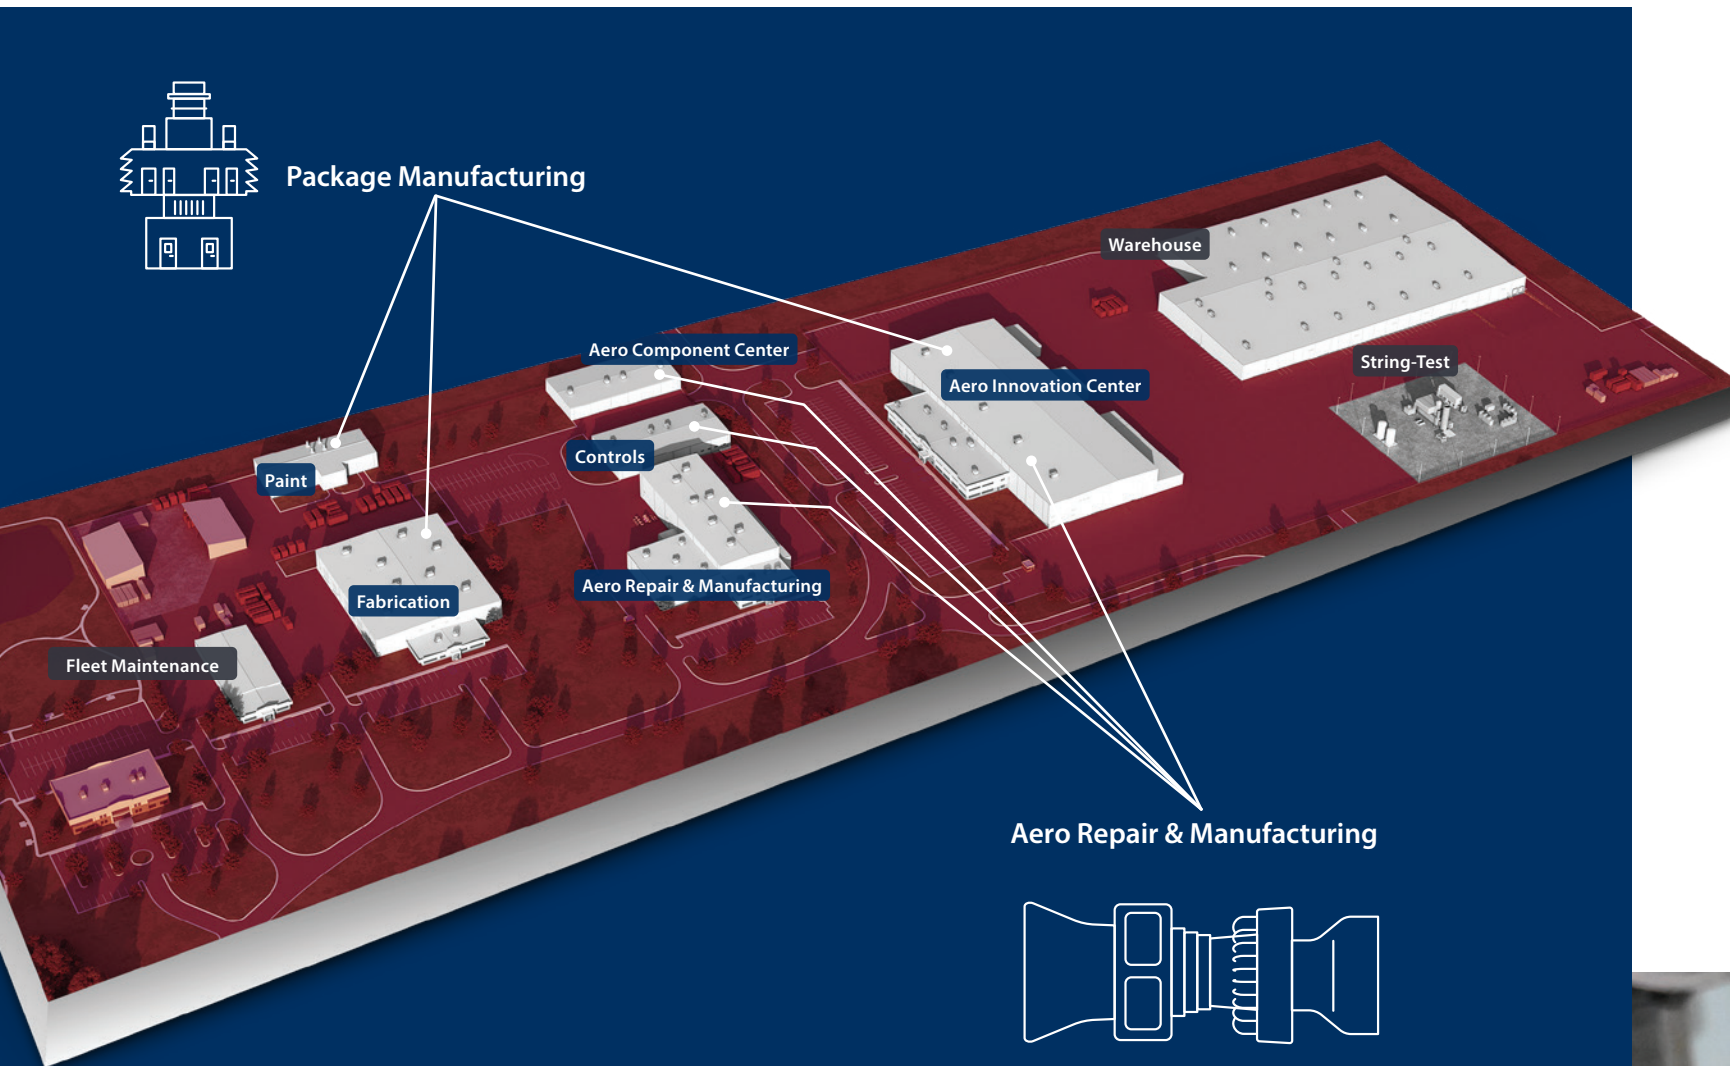 Package Manufacturing
Warehouse
Aero Component Center
String-Test
Aero Innovation Center
Controls
Paint
Aero Repair & Manufacturing
Fabrication
Fleet Maintenance
Aero Repair & Manufacturing